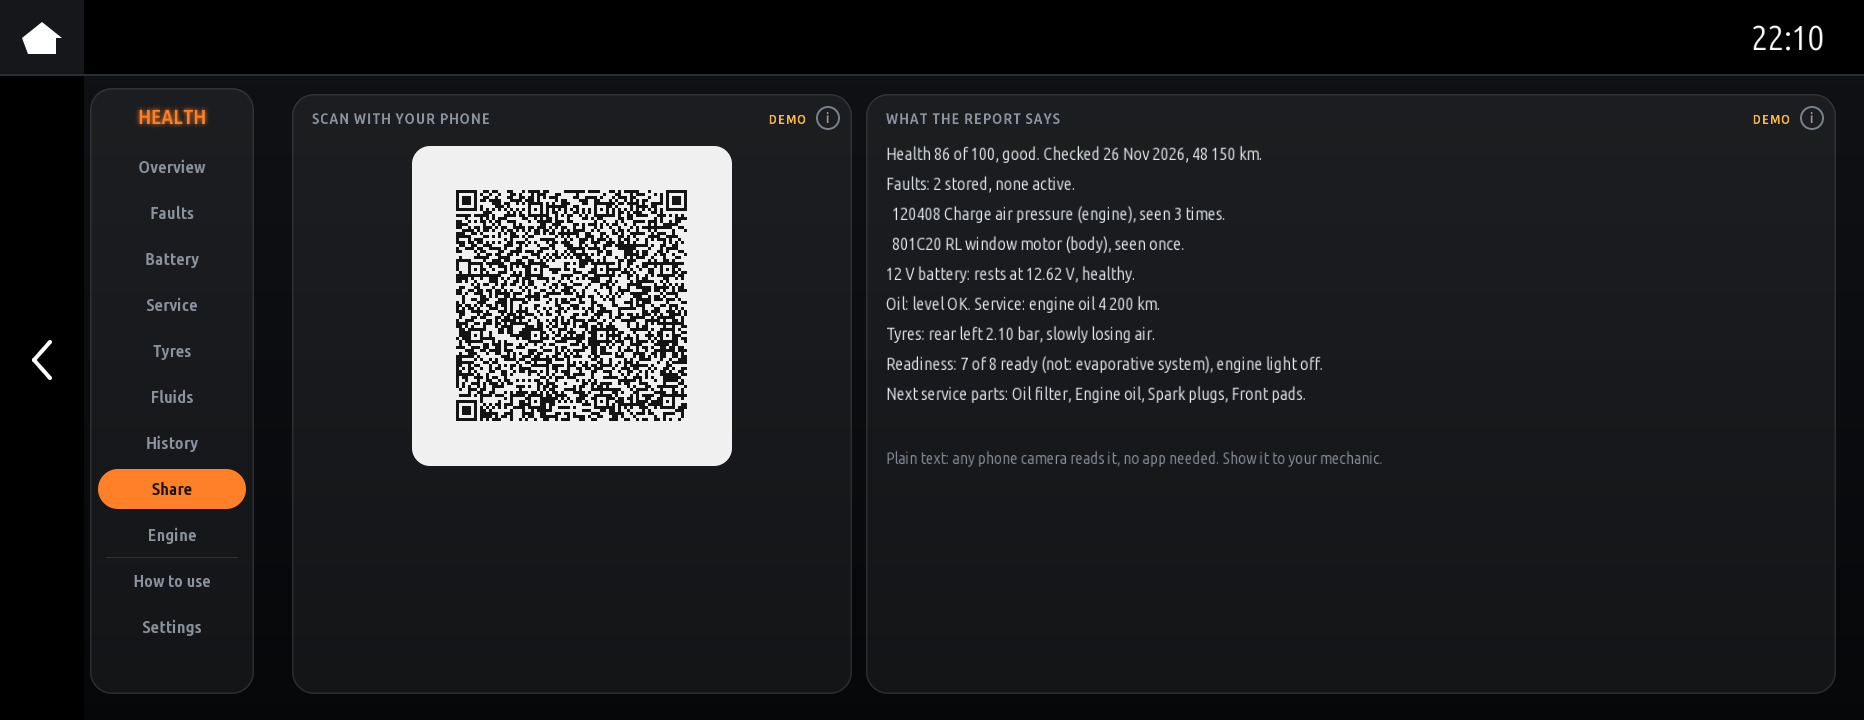 22:10
HEALTH
Overview
Faults
Battery
Service
Tyres
Fluids
History
Share
Engine
How to use
Settings
SCAN WITH YOUR PHONE
DEMO
i
WHAT THE REPORT SAYS
DEMO
i
Health 86 of 100, good. Checked 26 Nov 2026, 48 150 km.
Faults: 2 stored, none active.
120408 Charge air pressure (engine), seen 3 times.
801C20 RL window motor (body), seen once.
12 V battery: rests at 12.62 V, healthy.
Oil: level OK. Service: engine oil 4 200 km.
Tyres: rear left 2.10 bar, slowly losing air.
Readiness: 7 of 8 ready (not: evaporative system), engine light off.
Next service parts: Oil filter, Engine oil, Spark plugs, Front pads.
Plain text: any phone camera reads it, no app needed. Show it to your mechanic.